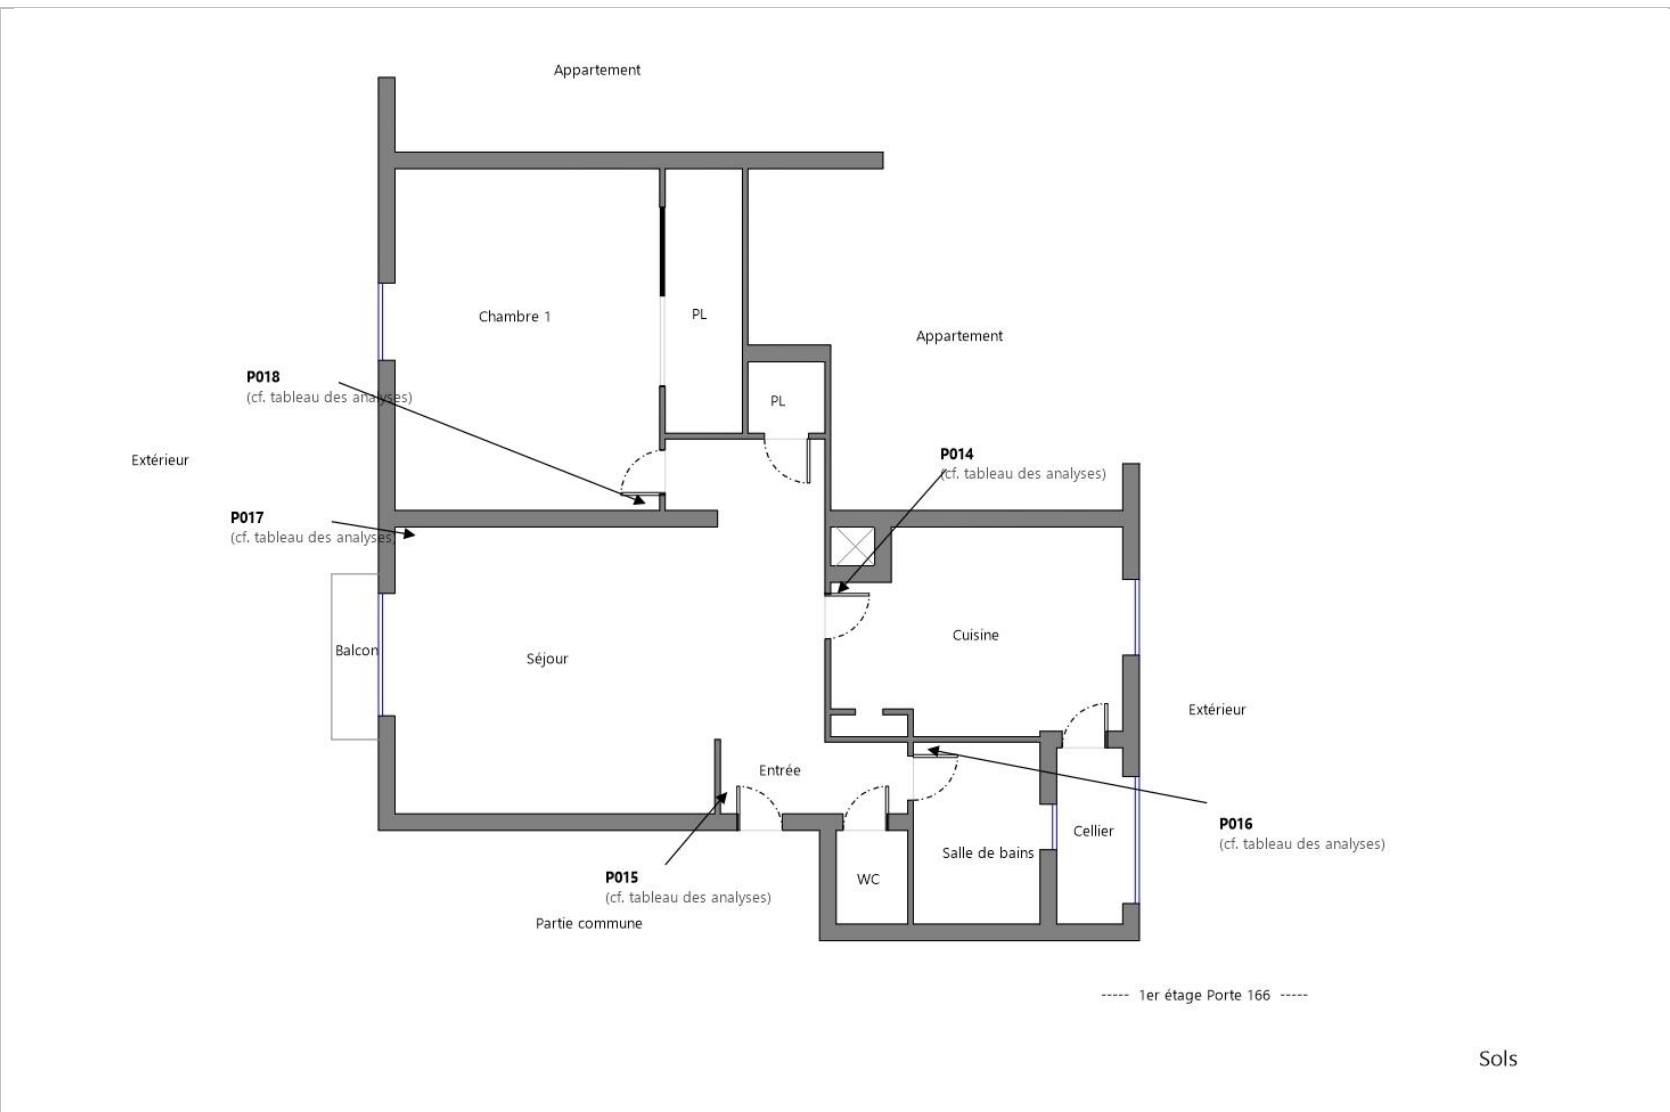 Appartement
Chambre 1
PL
Appartement
P018
(cf. tableau des analyses)
PL
Extérieur
P014
(cf. tableau des analyses)
P017
(cf. tableau des analyses)
Cuisine
Balcon
Séjour
Extérieur
Entrée
P016
(cf. tableau des analyses)
Cellier
Salle de bains
P015
(cf. tableau des analyses)
WC
Partie commune
----- 1er étage Porte 166 -----
Sols